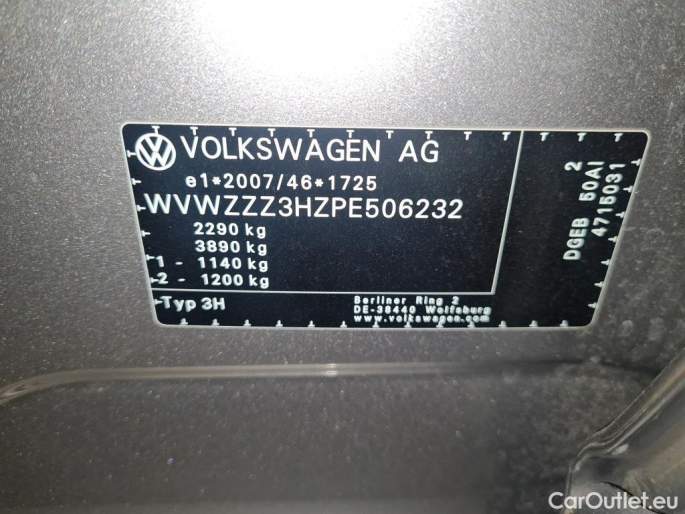 VOLKSWAGEN AG
e1*2007/46*1725
WVWZZZ3HZPE506232
2290 kg
3890 kg
1 - 1140 kg
2 - 1200 kg
Typ 3H
Berliner Ring 2
DE-38440 Wolfsburg
www.volkswagen.com
2
DGEB 50AI
4715031
CarOutlet.eu